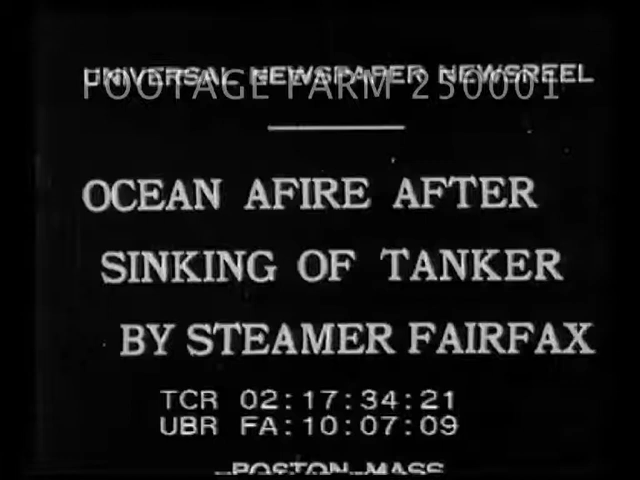 UNIVERSAL NEWSPAPER NEWSREEL
FOOTAGE FARM 250001
OCEAN AFIRE AFTER
SINKING OF TANKER
BY STEAMER FAIRFAX
TCR 02:17:34:21
UBR FA:10:07:09
BOSTON MASS